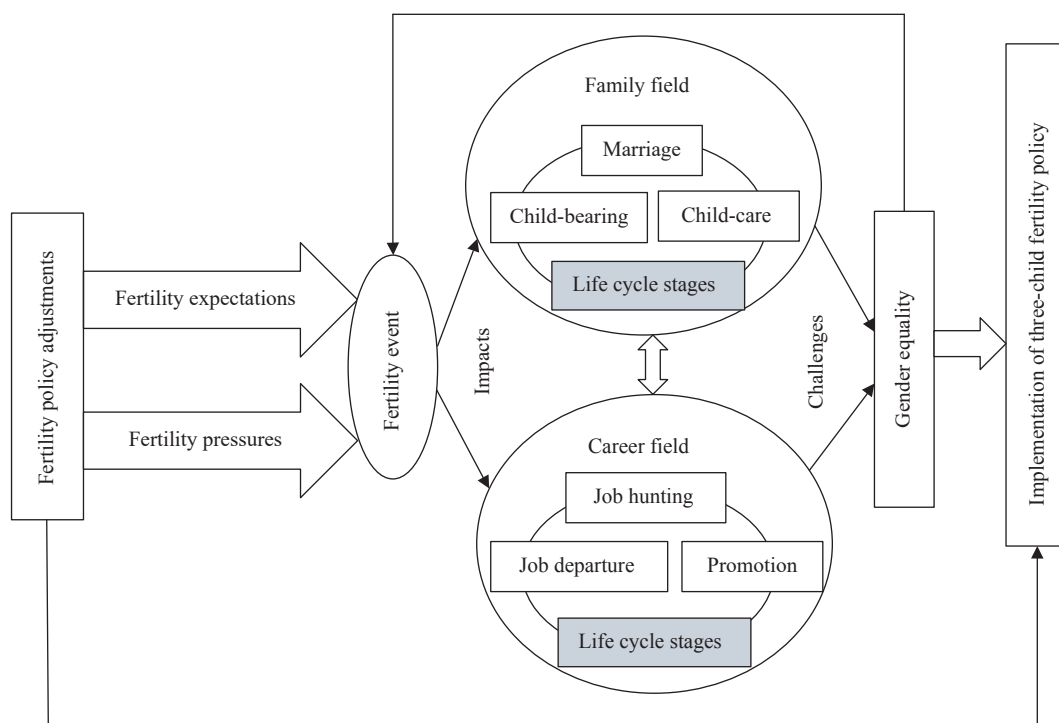 Fertility policy adjustments
Fertility expectations
Fertility pressures
Fertility event
Impacts
Family field
Marriage
Child-bearing
Child-care
Life cycle stages
Career field
Job hunting
Job departure
Promotion
Life cycle stages
Challenges
Gender equality
Implementation of three-child fertility policy